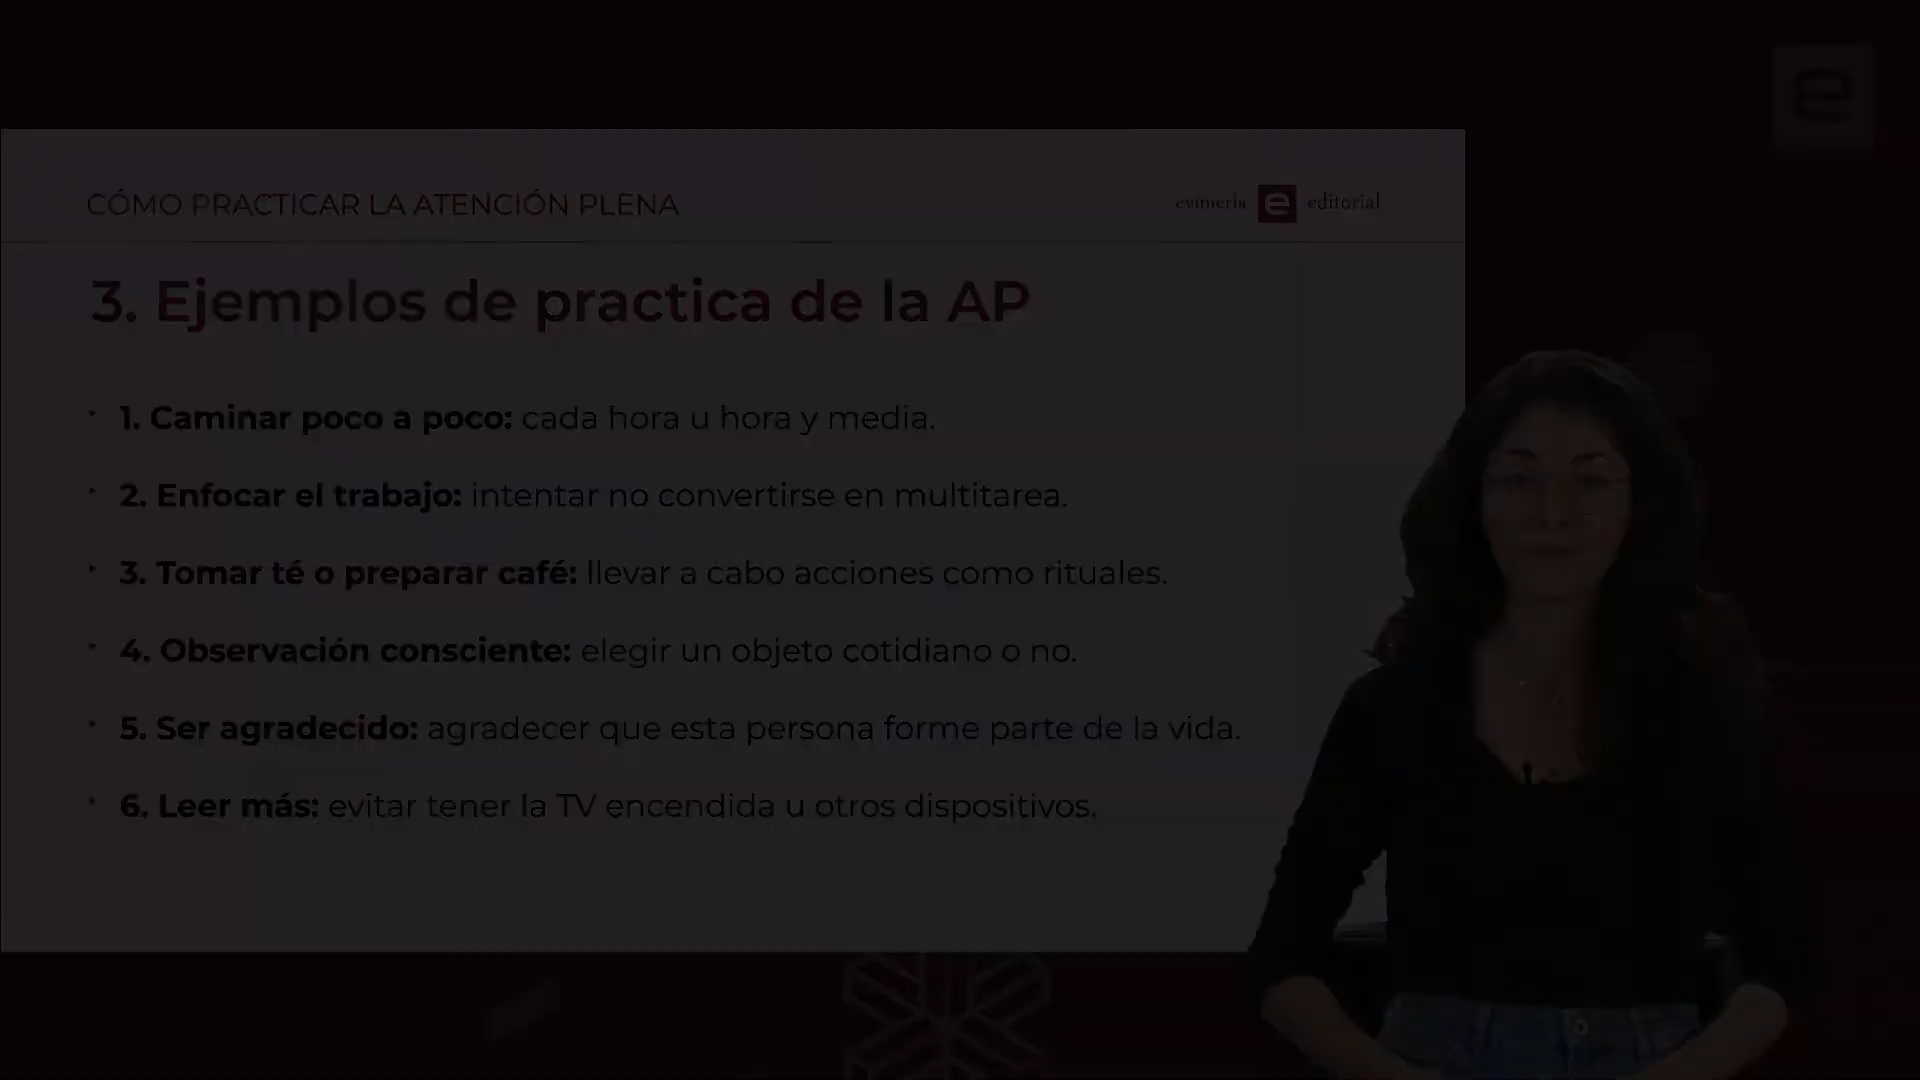 CÓMO PRACTICAR LA ATENCIÓN PLENA
evimeria e editorial
3. Ejemplos de practica de la AP
1. Caminar poco a poco: cada hora u hora y media.
2. Enfocar el trabajo: intentar no convertirse en multitarea.
3. Tomar té o preparar café: llevar a cabo acciones como rituales.
4. Observación consciente: elegir un objeto cotidiano o no.
5. Ser agradecido: agradecer que esta persona forme parte de la vida.
6. Leer más: evitar tener la TV encendida u otros dispositivos.
e